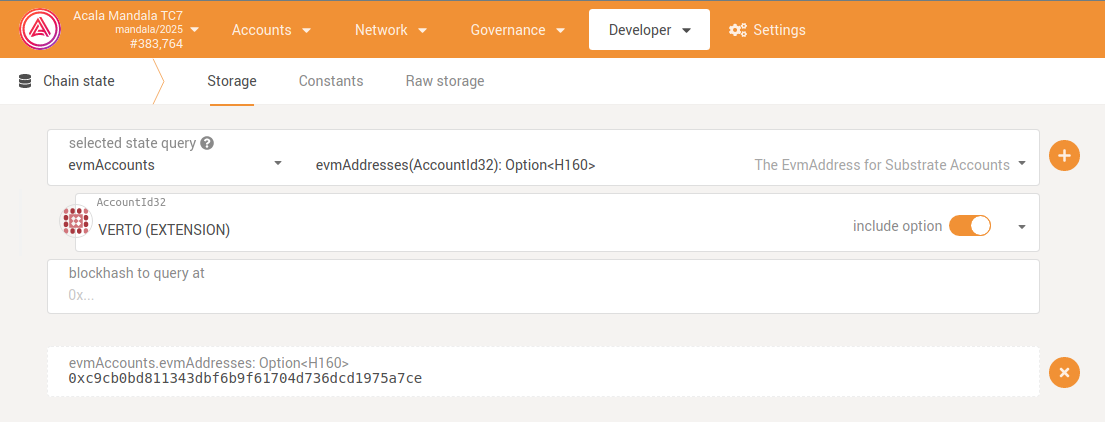 Acala Mandala TC7
mandala/2025
#383,764
Accounts
Network
Governance
Developer
Settings
Chain state
Storage
Constants
Raw storage
selected state query
evmAccounts
evmAddresses(AccountId32): Option<H160>
The EvmAddress for Substrate Accounts
AccountId32
VERTO (EXTENSION)
include option
blockhash to query at
0x...
evmAccounts.evmAddresses: Option<H160>
0xc9cb0bd811343dbf6b9f61704d736dcd1975a7ce